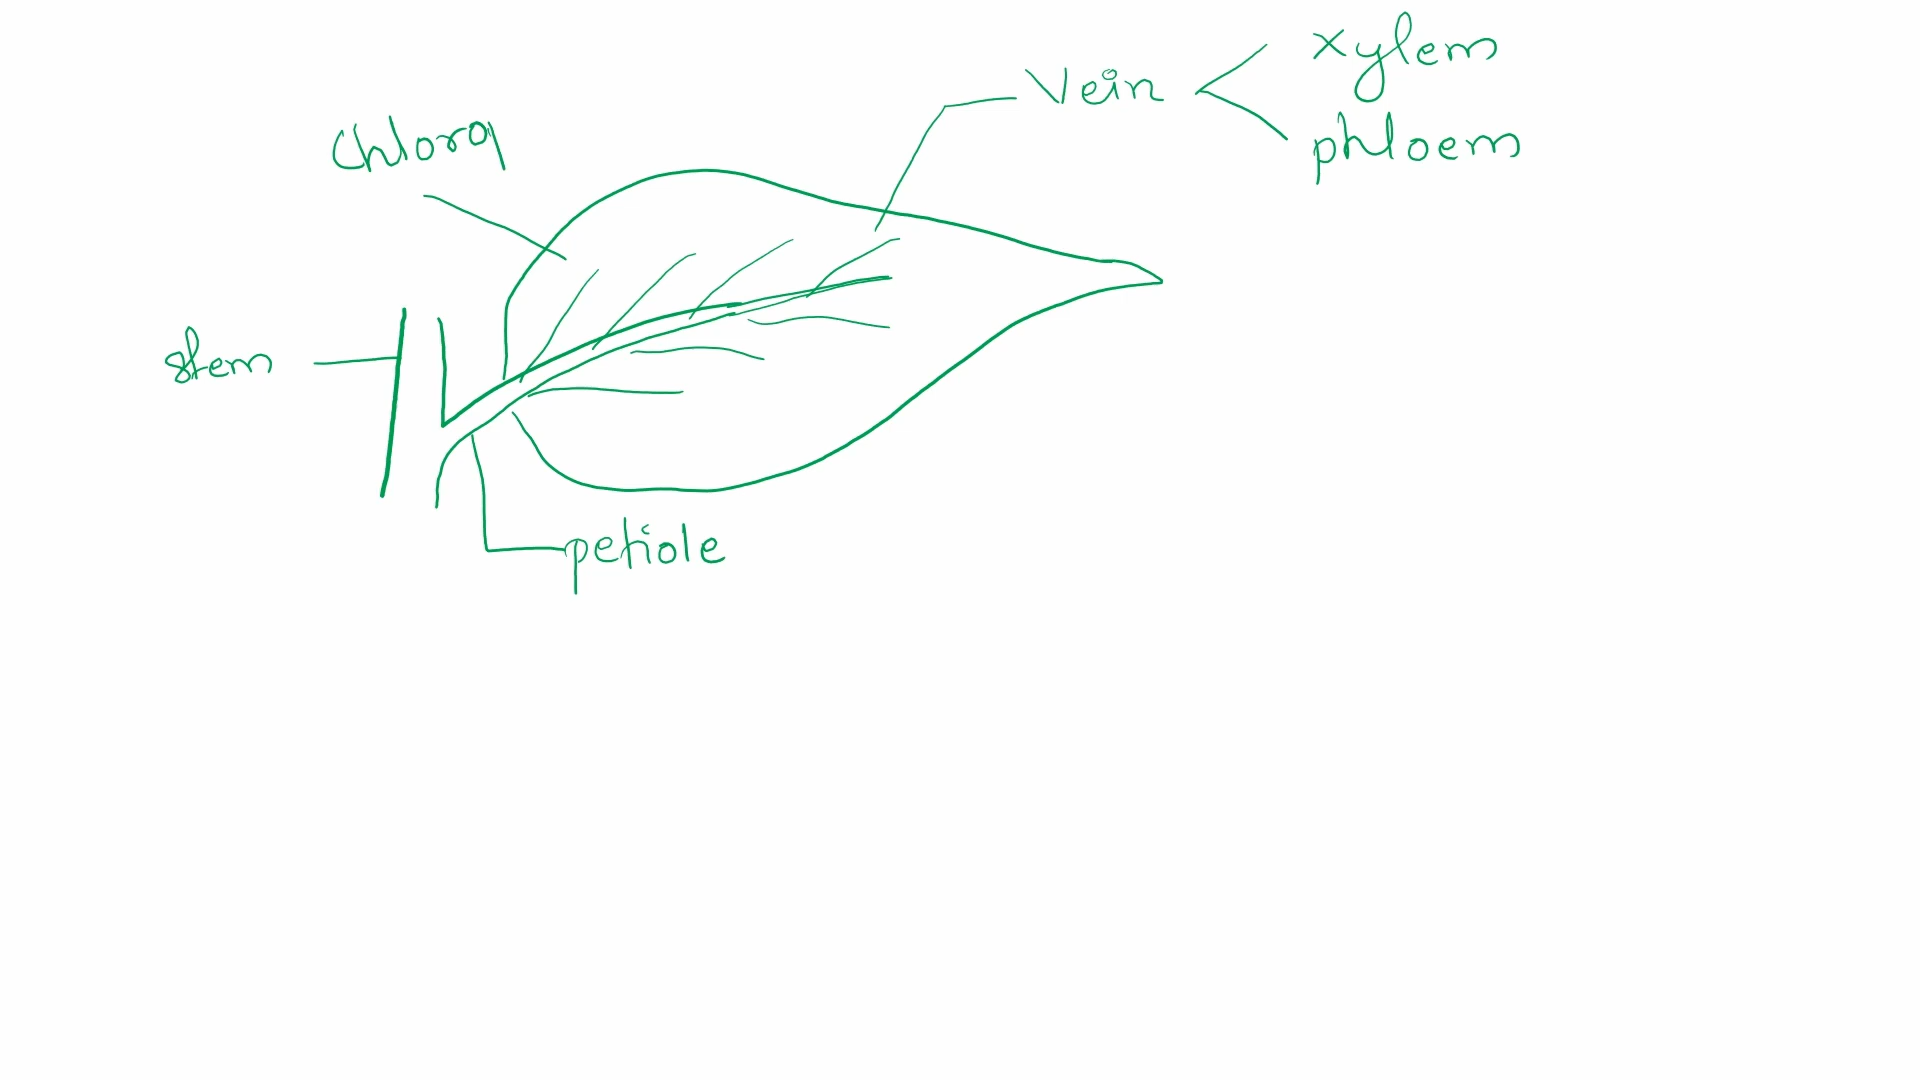 xylem
Vein
phloem
Chloro
stem
petiole